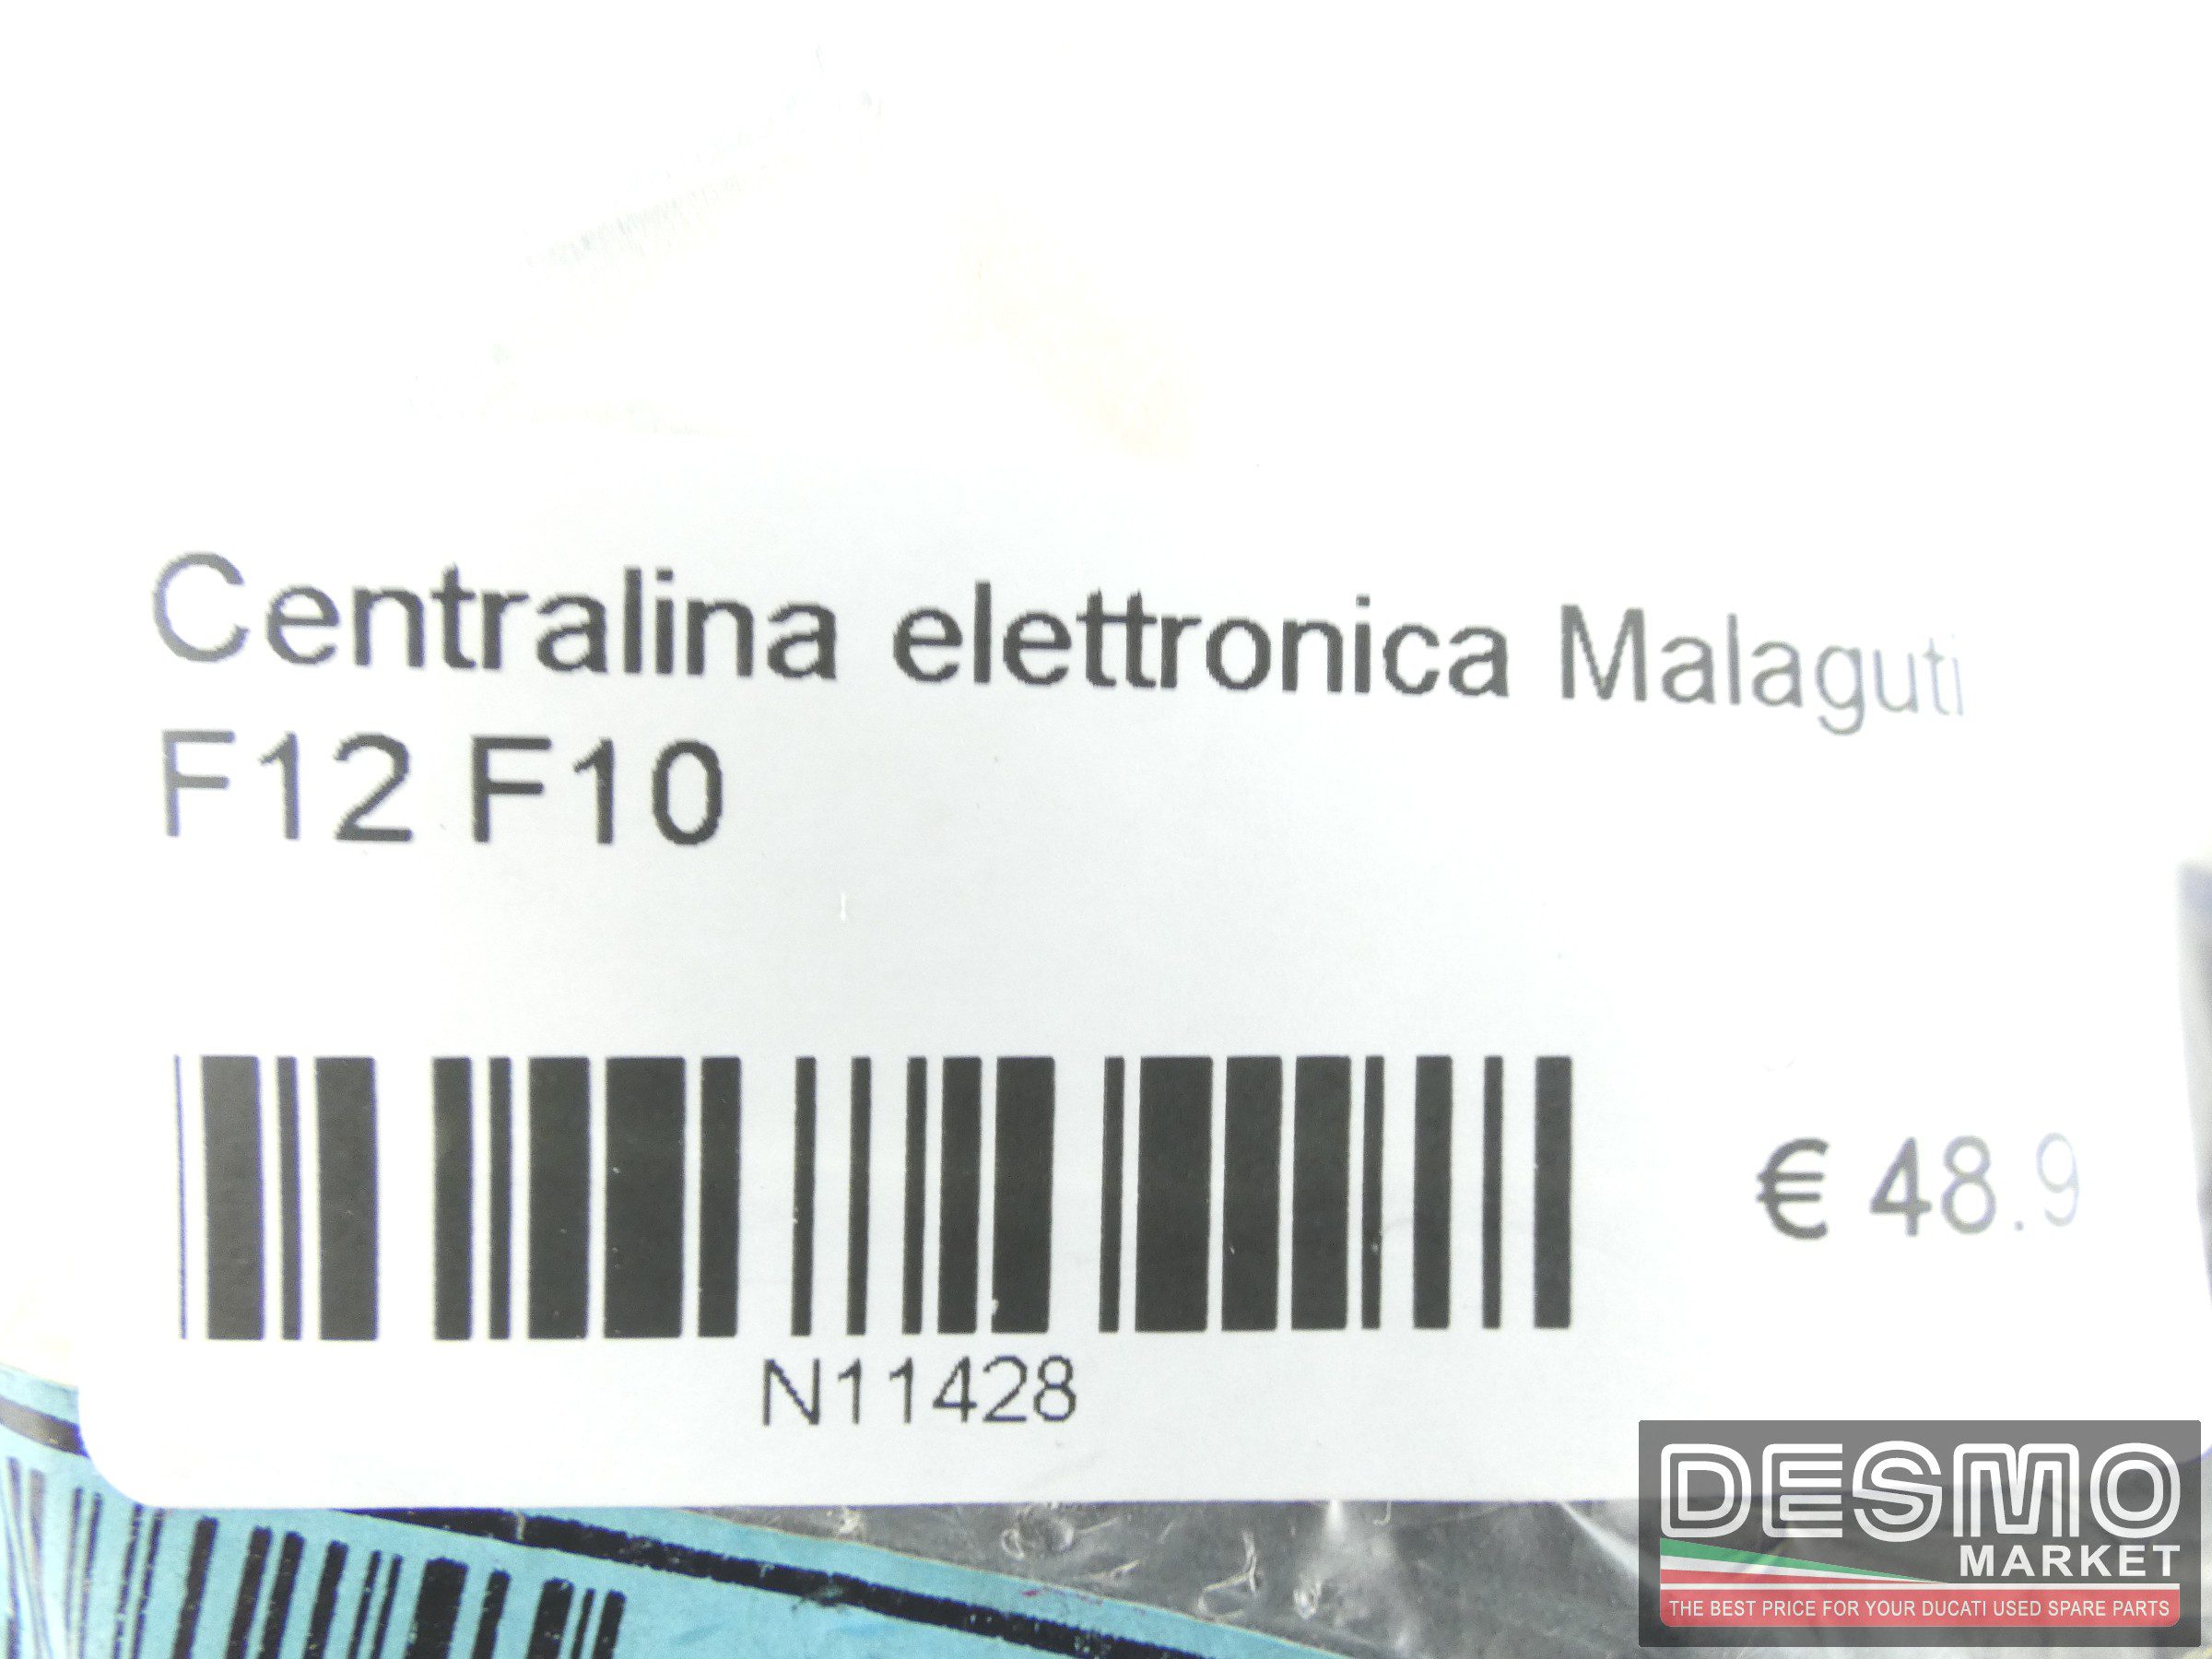 Centralina elettronica Malaguti
F12 F10
€ 48.9
N11428
DESMO
MARKET
THE BEST PRICE FOR YOUR DUCATI USED SPARE PARTS